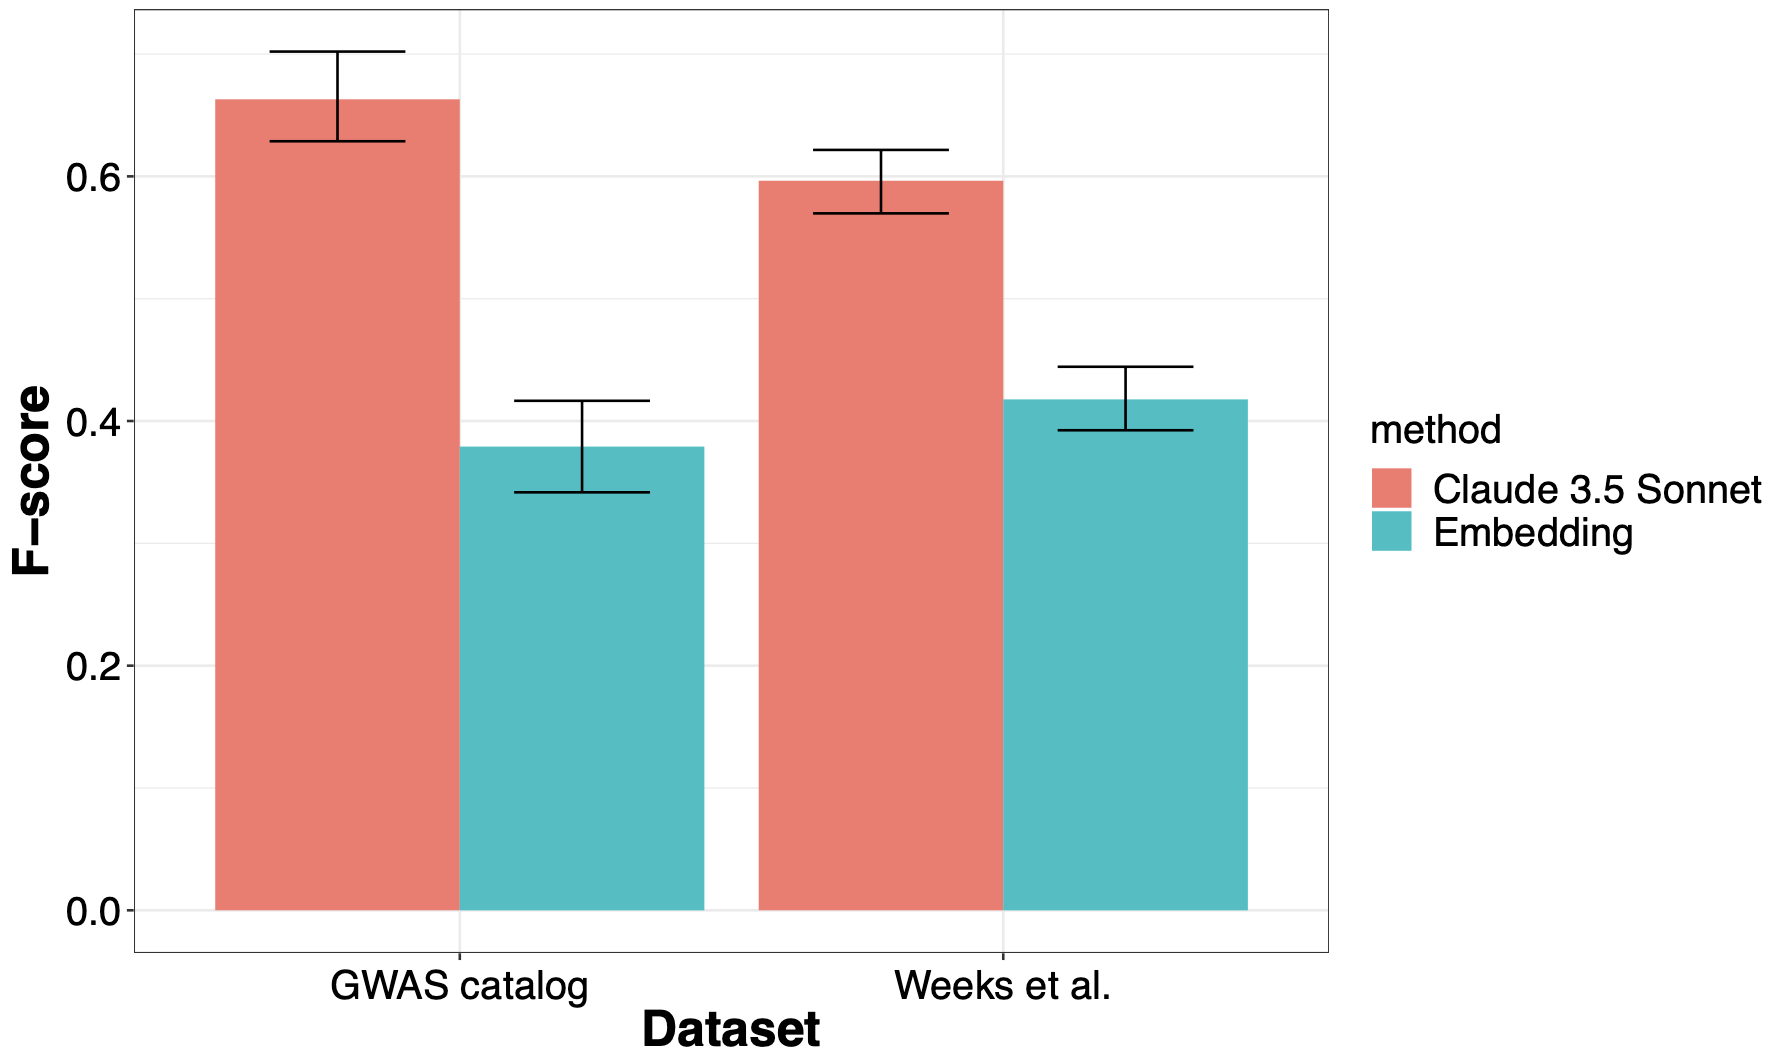 F–score
0.6
0.4
0.2
0.0
GWAS catalog
Weeks et al.
Dataset
method
Claude 3.5 Sonnet
Embedding